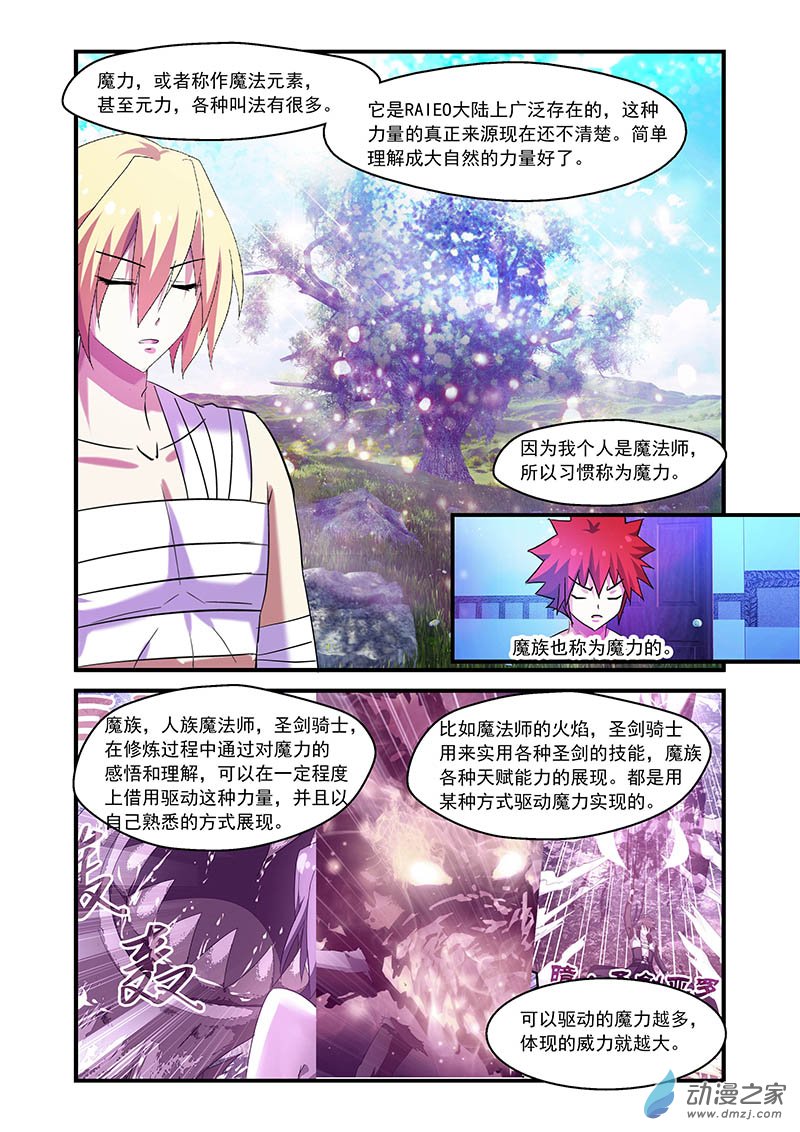 魔力，或者称作魔法元素，
甚至元力，各种叫法有很多。
它是RAIEO大陆上广泛存在的，这种
力量的真正来源现在还不清楚。简单
理解成大自然的力量好了。
因为我个人是魔法师，
所以习惯称为魔力。
魔族也称为魔力的。
魔族，人族魔法师，圣剑骑士，
在修炼过程中通过对魔力的
感悟和理解，可以在一定程度
上借用驱动这种力量，并且以
自己熟悉的方式展现。
比如魔法师的火焰，圣剑骑士
用来实用各种圣剑的技能，魔族
各种天赋能力的展现。都是用
某种方式驱动魔力实现的。
轰
轰
圣剑亚罗
可以驱动的魔力越多，
体现的威力就越大。
动漫之家
www.dmzj.com